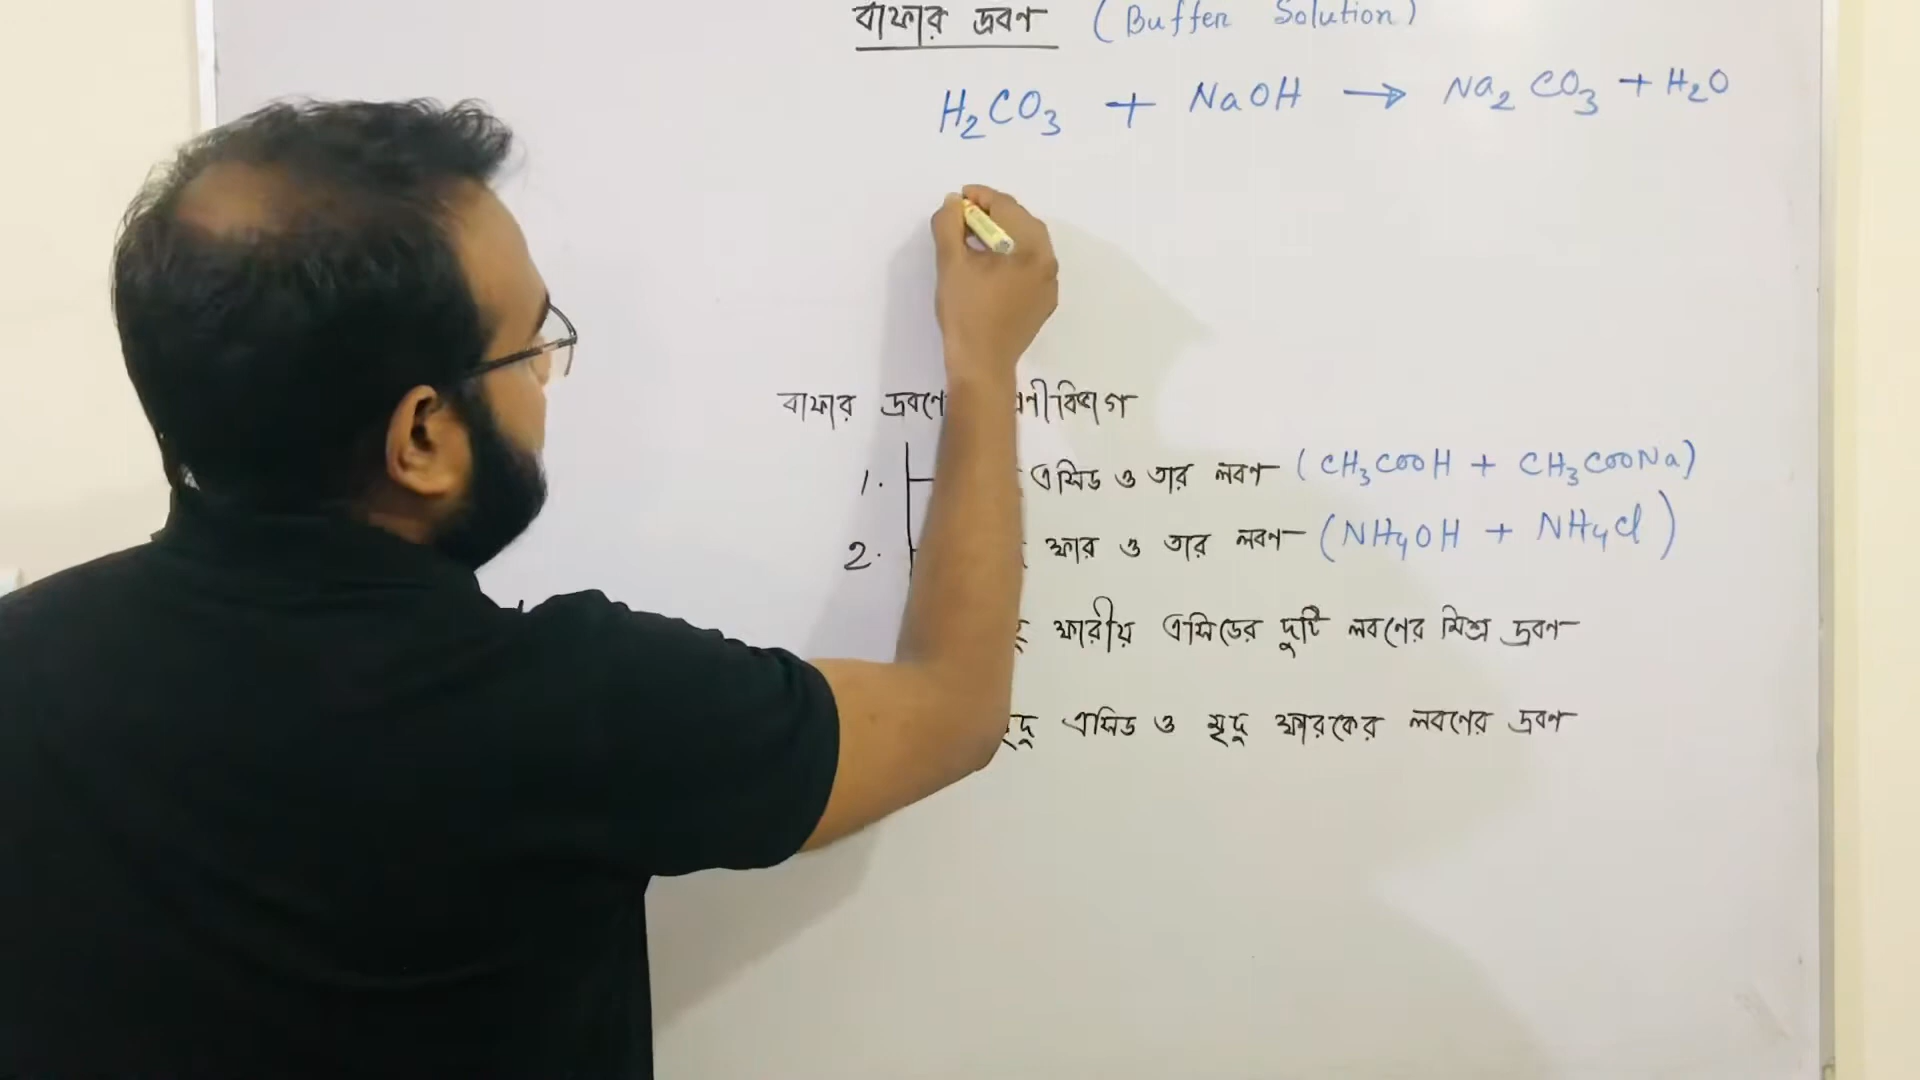 বাফার দ্রবণ (Buffer Solution)
H₂CO₃ + NaOH → Na₂CO₃ + H₂O
বাফার
1. এসিড ও তার লবণ (CH₃COOH + CH₃COONa)
2. ক্ষার ও তার লবণ (NH₄OH + NH₄Cl)
ক্ষারীয় এসিডের দুটি লবণের মিশ্র দ্রবণ
এসিড ও মৃদু ক্ষারকের লবণের দ্রবণ